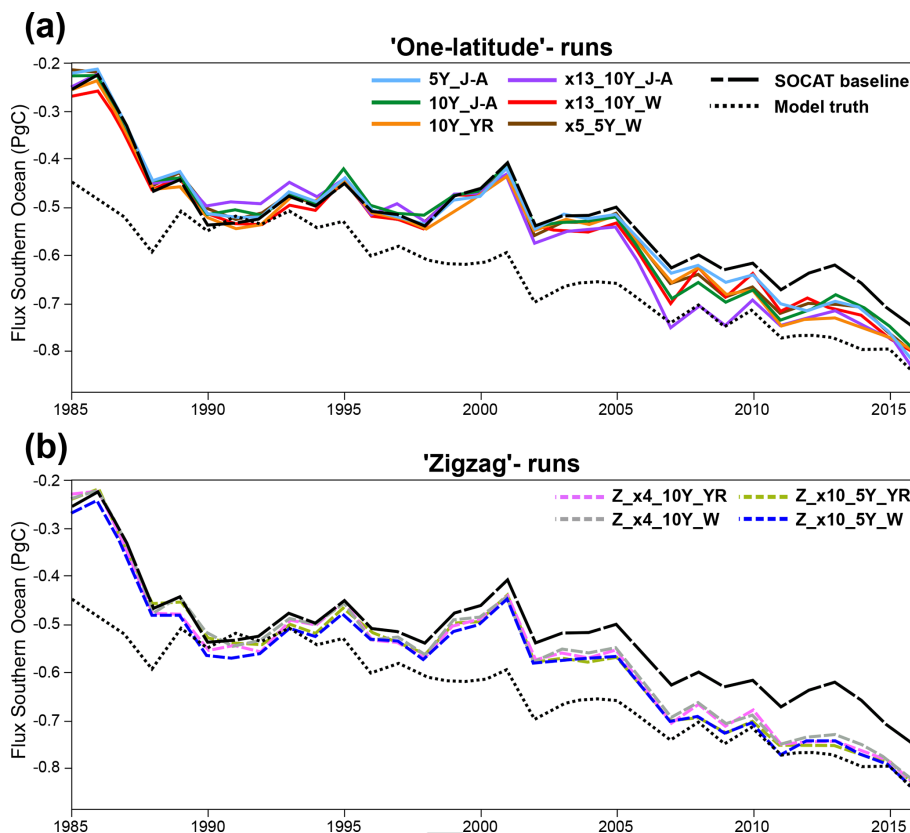 (a)
'One-latitude'- runs
5Y_J-A
x13_10Y_J-A
SOCAT baseline
10Y_J-A
x13_10Y_W
Model truth
10Y_YR
x5_5Y_W
Flux Southern Ocean (PgC)
-0.2
-0.3
-0.4
-0.5
-0.6
-0.7
-0.8
1985 1990 1995 2000 2005 2010 2015
(b)
'Zigzag'- runs
Z_x4_10Y_YR
Z_x10_5Y_YR
Z_x4_10Y_W
Z_x10_5Y_W
Flux Southern Ocean (PgC)
-0.2
-0.3
-0.4
-0.5
-0.6
-0.7
-0.8
1985 1990 1995 2000 2005 2010 2015